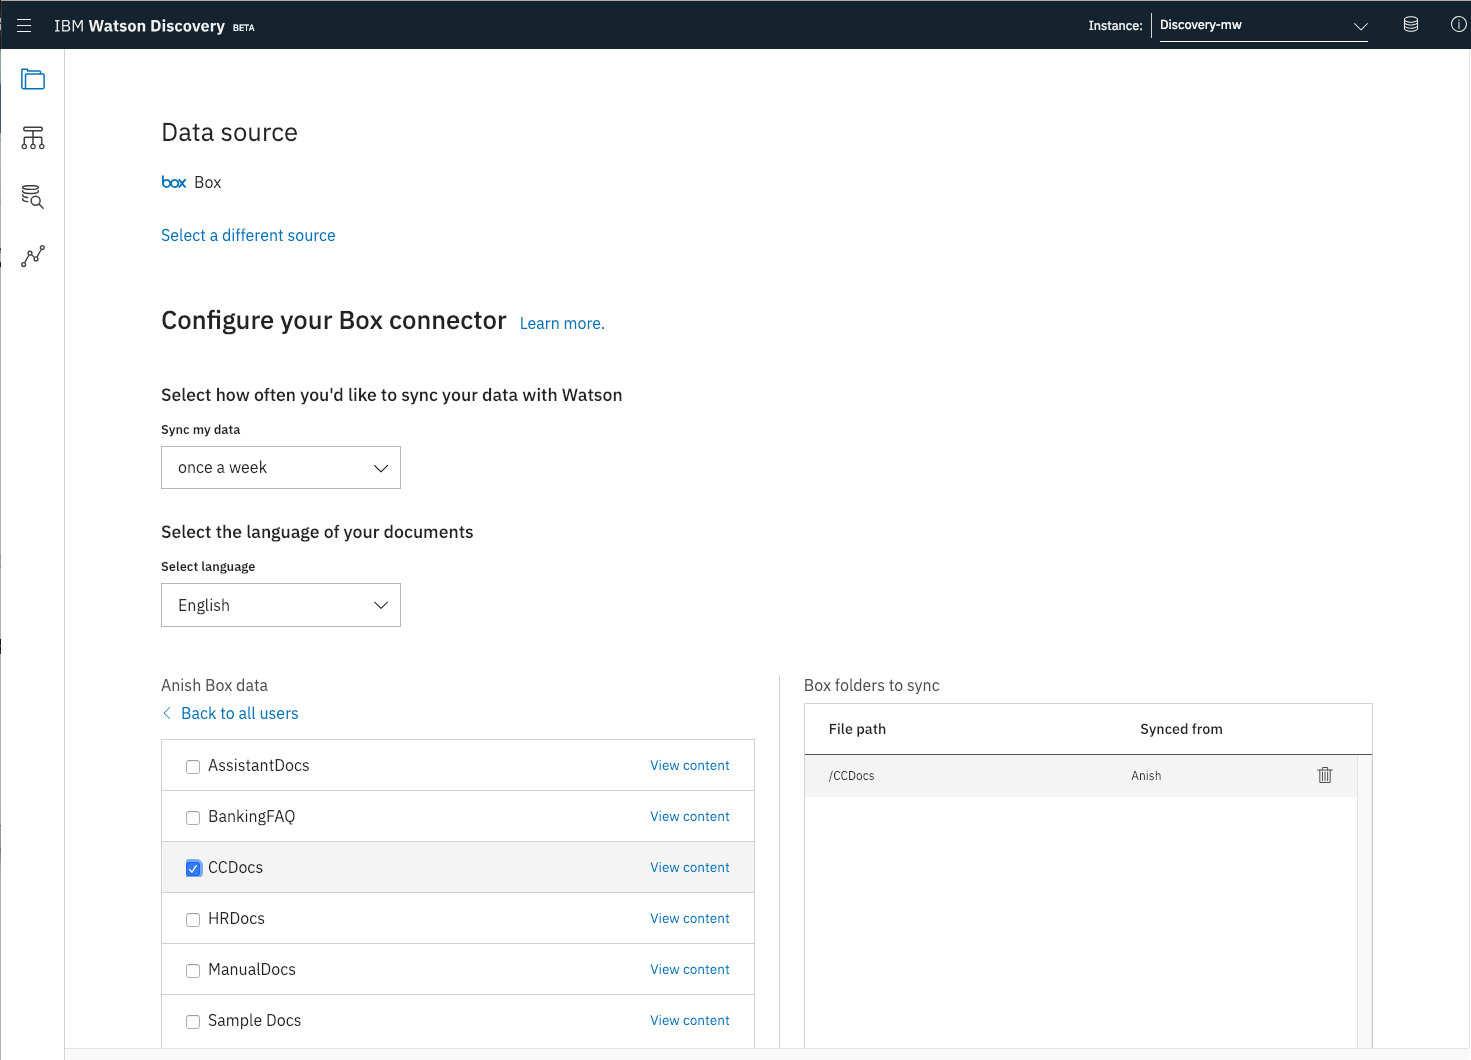 IBM Watson Discovery BETA
Instance: Discovery-mw
Data source
box Box
Select a different source
Configure your Box connector Learn more.
Select how often you'd like to sync your data with Watson
Sync my data
once a week
Select the language of your documents
Select language
English
Anish Box data
Back to all users
AssistantDocs View content
BankingFAQ View content
CCDocs View content
HRDocs View content
ManualDocs View content
Sample Docs View content
Box folders to sync
File path Synced from
/CCDocs Anish